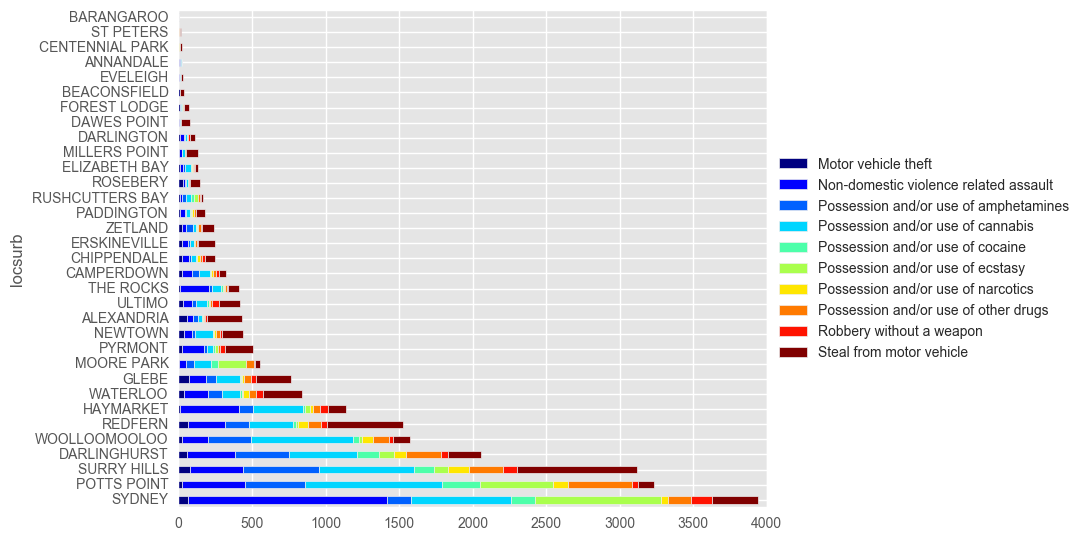 BARANGAROO
ST PETERS
CENTENNIAL PARK
ANNANDALE
EVELEIGH
BEACONSFIELD
FOREST LODGE
DAWES POINT
DARLINGTON
MILLERS POINT
ELIZABETH BAY
ROSEBERY
RUSHCUTTERS BAY
PADDINGTON
ZETLAND
ERSKINEVILLE
CHIPPENDALE
CAMPERDOWN
THE ROCKS
ULTIMO
ALEXANDRIA
NEWTOWN
PYRMONT
MOORE PARK
GLEBE
WATERLOO
HAYMARKET
REDFERN
WOOLLOOMOOLOO
DARLINGHURST
SURRY HILLS
POTTS POINT
SYDNEY
locsurb
0 500 1000 1500 2000 2500 3000 3500 4000
Motor vehicle theft
Non-domestic violence related assault
Possession and/or use of amphetamines
Possession and/or use of cannabis
Possession and/or use of cocaine
Possession and/or use of ecstasy
Possession and/or use of narcotics
Possession and/or use of other drugs
Robbery without a weapon
Steal from motor vehicle